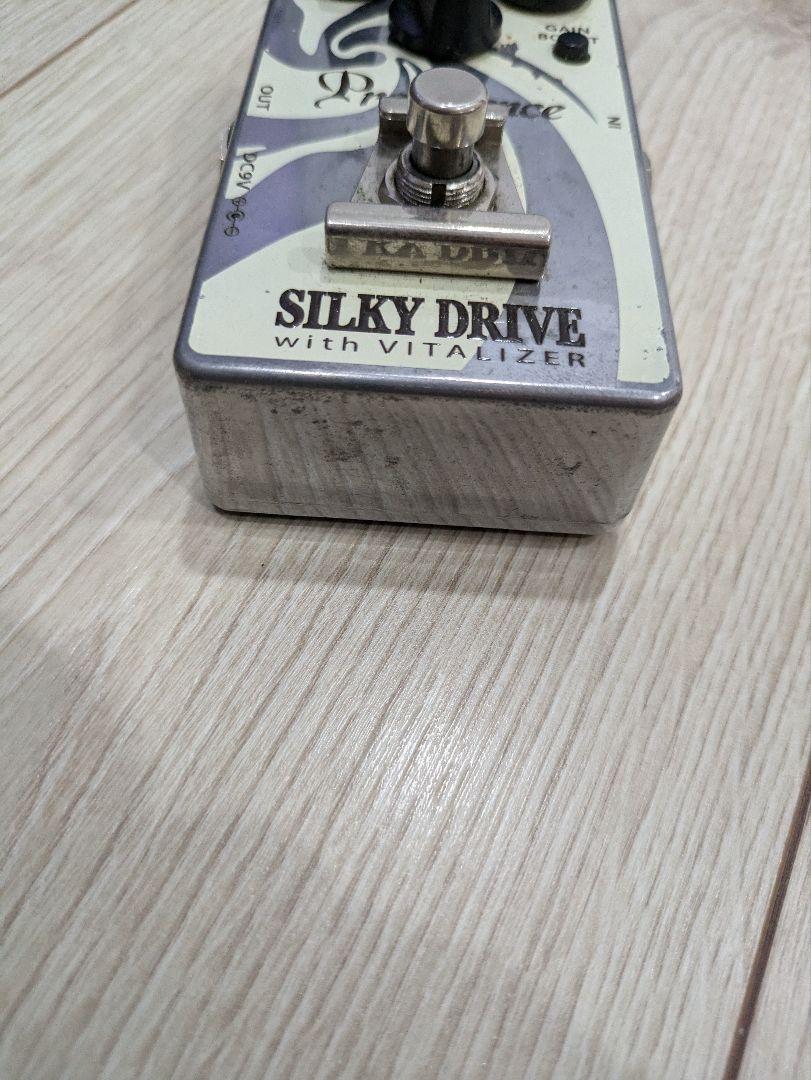 GAIN
BOOST
OUT
IN
DC9V
SILKY DRIVE
with VITALIZER